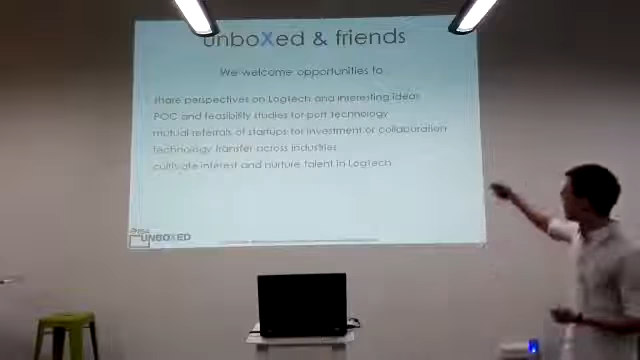 unboXed & friends
We welcome opportunities to
share perspectives on LogTech and interesting ideas
POC and feasibility studies for port technology
mutual referrals of startups for investment or collaboration
technology transfer across industries
cultivate interest and nurture talent in LogTech
PSA
UNBOXED